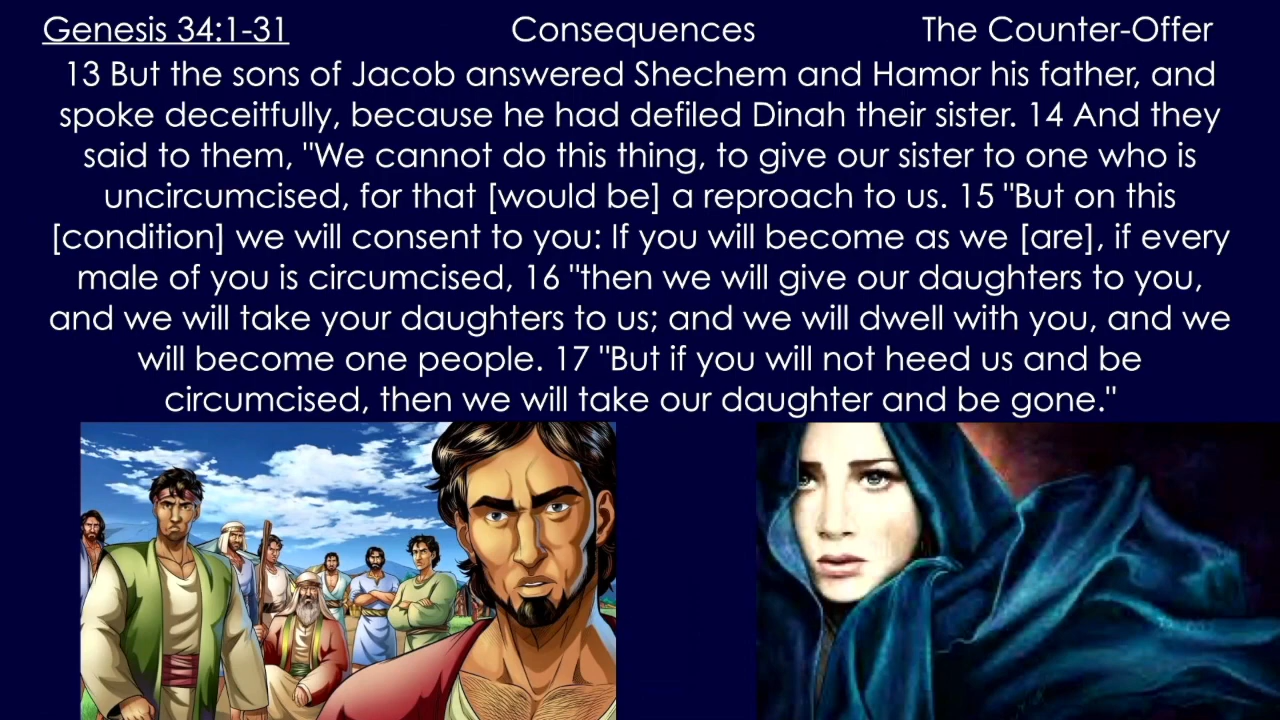 Genesis 34:1-31 Consequences The Counter-Offer
13 But the sons of Jacob answered Shechem and Hamor his father, and
spoke deceitfully, because he had defiled Dinah their sister. 14 And they
said to them, "We cannot do this thing, to give our sister to one who is
uncircumcised, for that [would be] a reproach to us. 15 "But on this
[condition] we will consent to you: If you will become as we [are], if every
male of you is circumcised, 16 "then we will give our daughters to you,
and we will take your daughters to us; and we will dwell with you, and we
will become one people. 17 "But if you will not heed us and be
circumcised, then we will take our daughter and be gone."